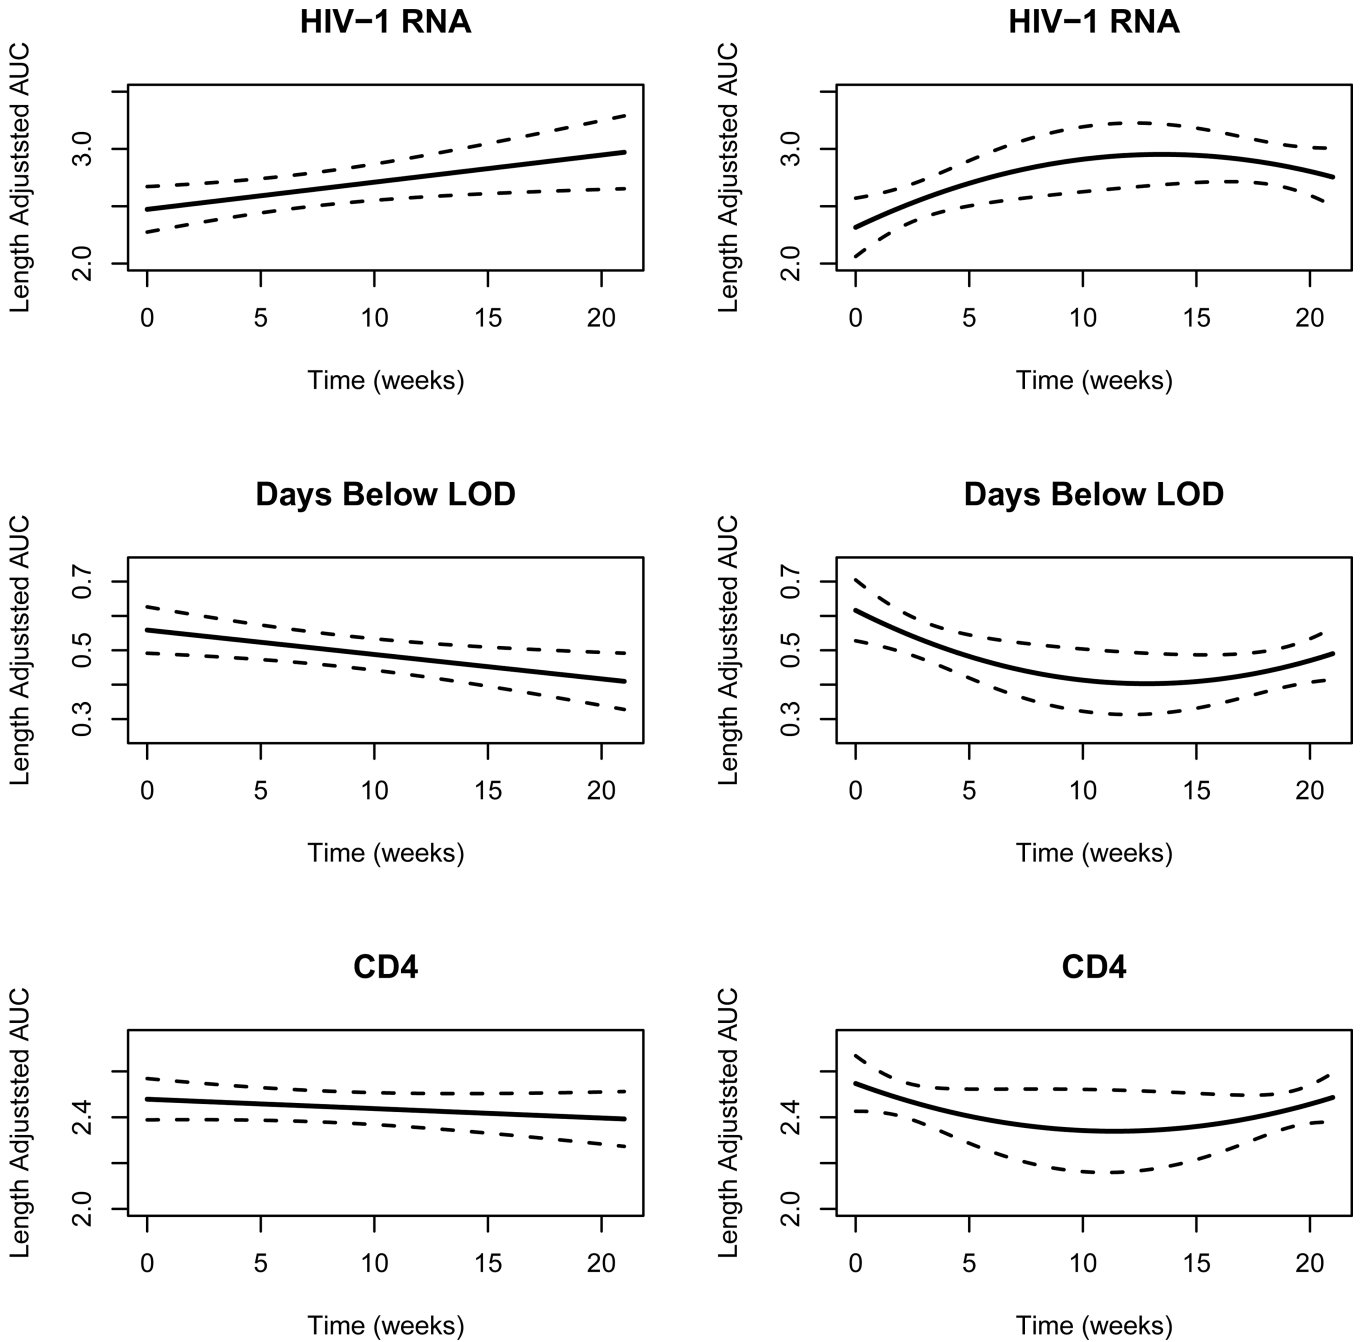 HIV−1 RNA
Length Adjuststed AUC
3.0
2.0
0 5 10 15 20
Time (weeks)
HIV−1 RNA
Length Adjuststed AUC
3.0
2.0
0 5 10 15 20
Time (weeks)
Days Below LOD
Length Adjuststed AUC
0.7
0.5
0.3
0 5 10 15 20
Time (weeks)
Days Below LOD
Length Adjuststed AUC
0.7
0.5
0.3
0 5 10 15 20
Time (weeks)
CD4
Length Adjuststed AUC
2.4
2.0
0 5 10 15 20
Time (weeks)
CD4
Length Adjuststed AUC
2.4
2.0
0 5 10 15 20
Time (weeks)